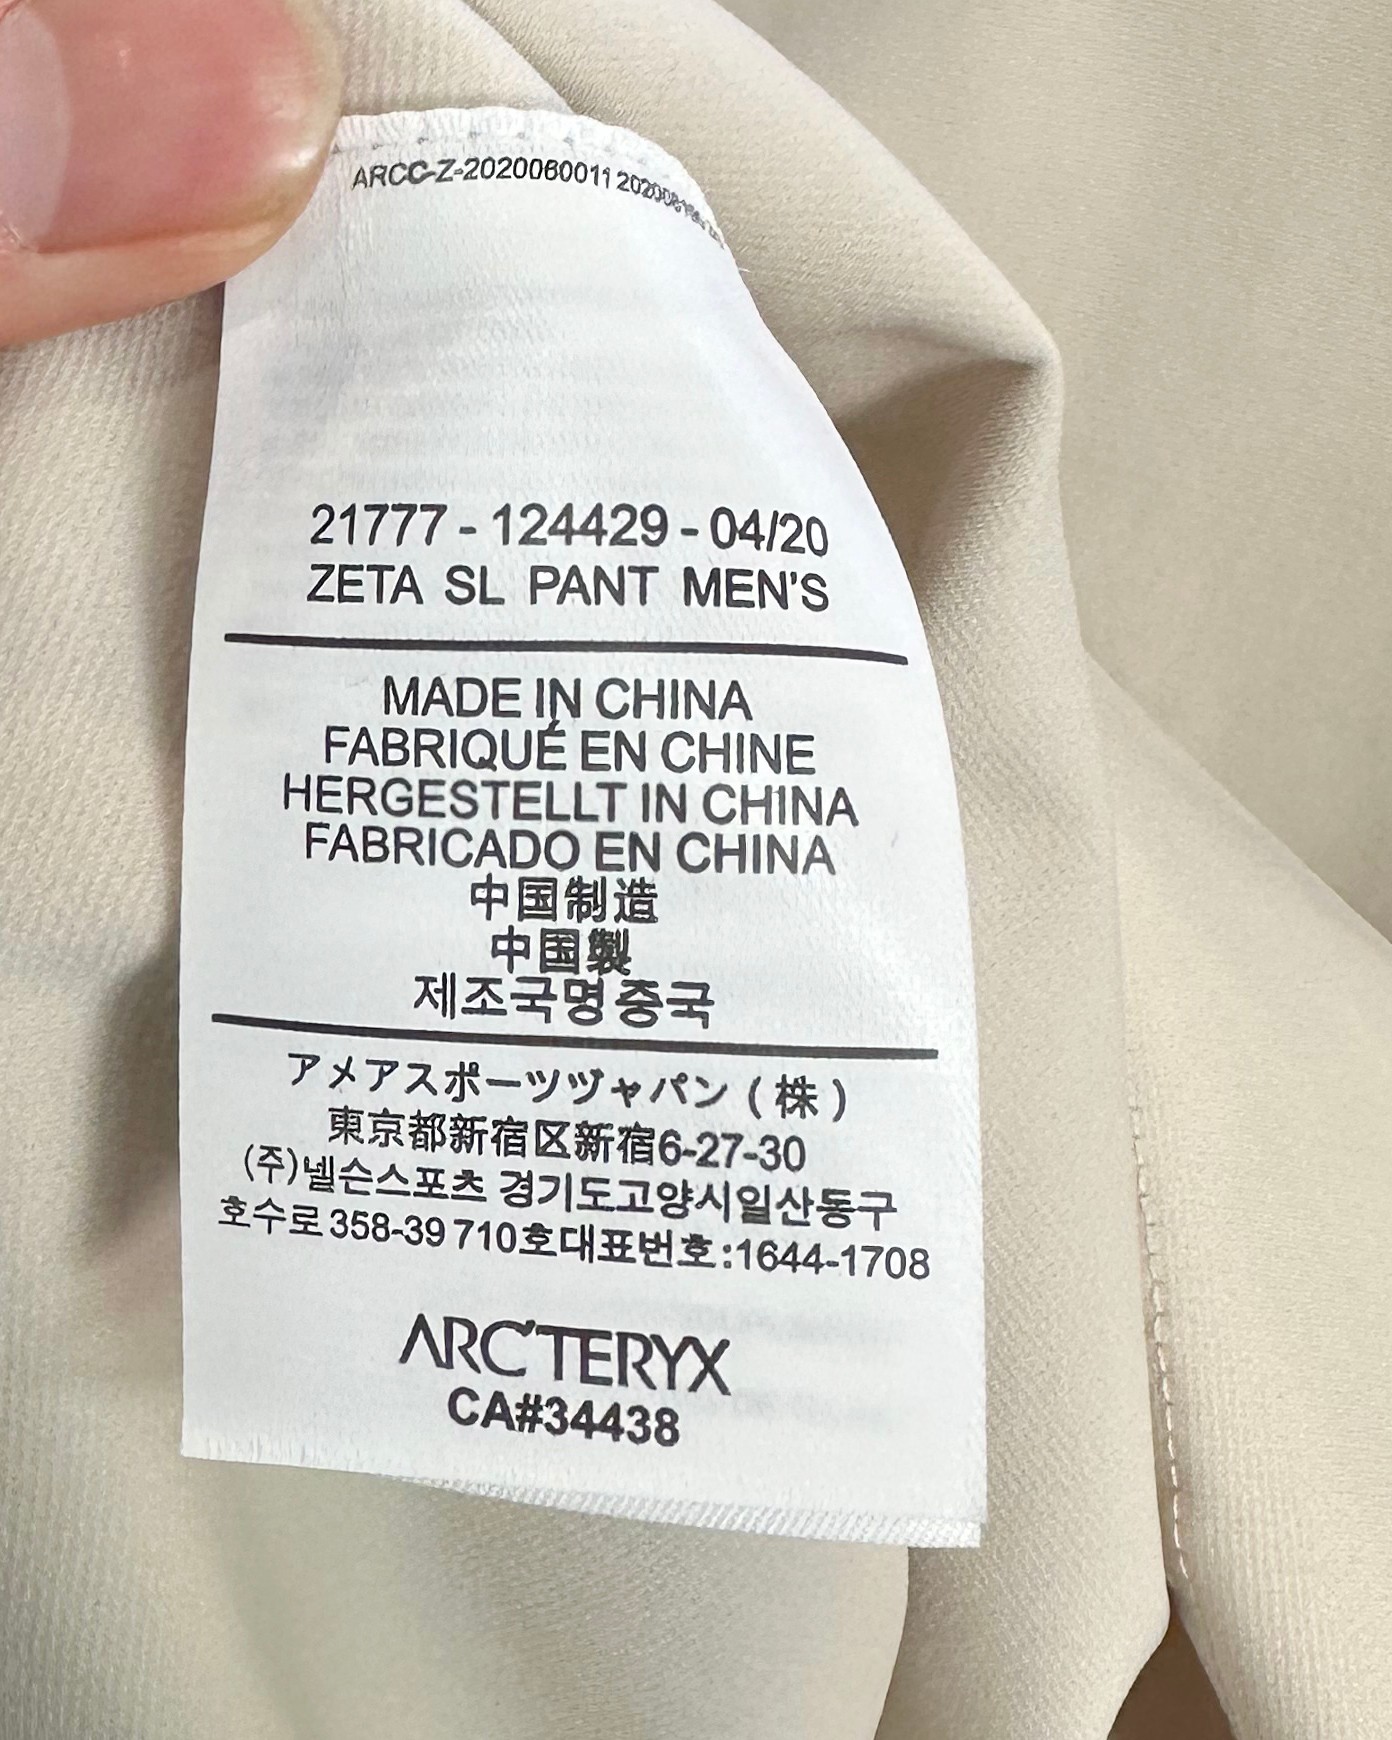 ARCC-Z-2020060011
21777 - 124429 - 04/20
ZETA SL PANT MEN'S
MADE IN CHINA
FABRIQUÉ EN CHINE
HERGESTELLT IN CHINA
FABRICADO EN CHINA
中国制造
中国製
제조국명 중국
アメアスポーツヅャパン (株)
東京都新宿区新宿6-27-30
(주)넬슨스포츠 경기도고양시일산동구
호수로 358-39 710호대표번호:1644-1708
ARC'TERYX
CA#34438